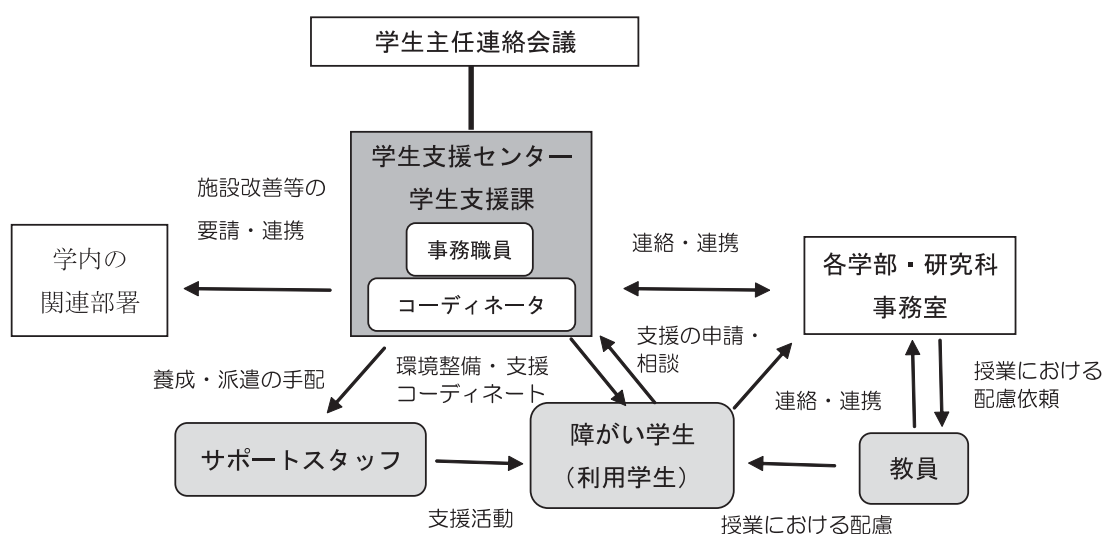 学生主任連絡会議
学生支援センター
学生支援課
事務職員
コーディネータ
施設改善等の
要請・連携
学内の
関連部署
連絡・連携
各学部・研究科
事務室
支援の申請・
相談
養成・派遣の手配
環境整備・支援
コーディネート
連絡・連携
授業における
配慮依頼
サポートスタッフ
障がい学生
（利用学生）
教員
支援活動
授業における配慮